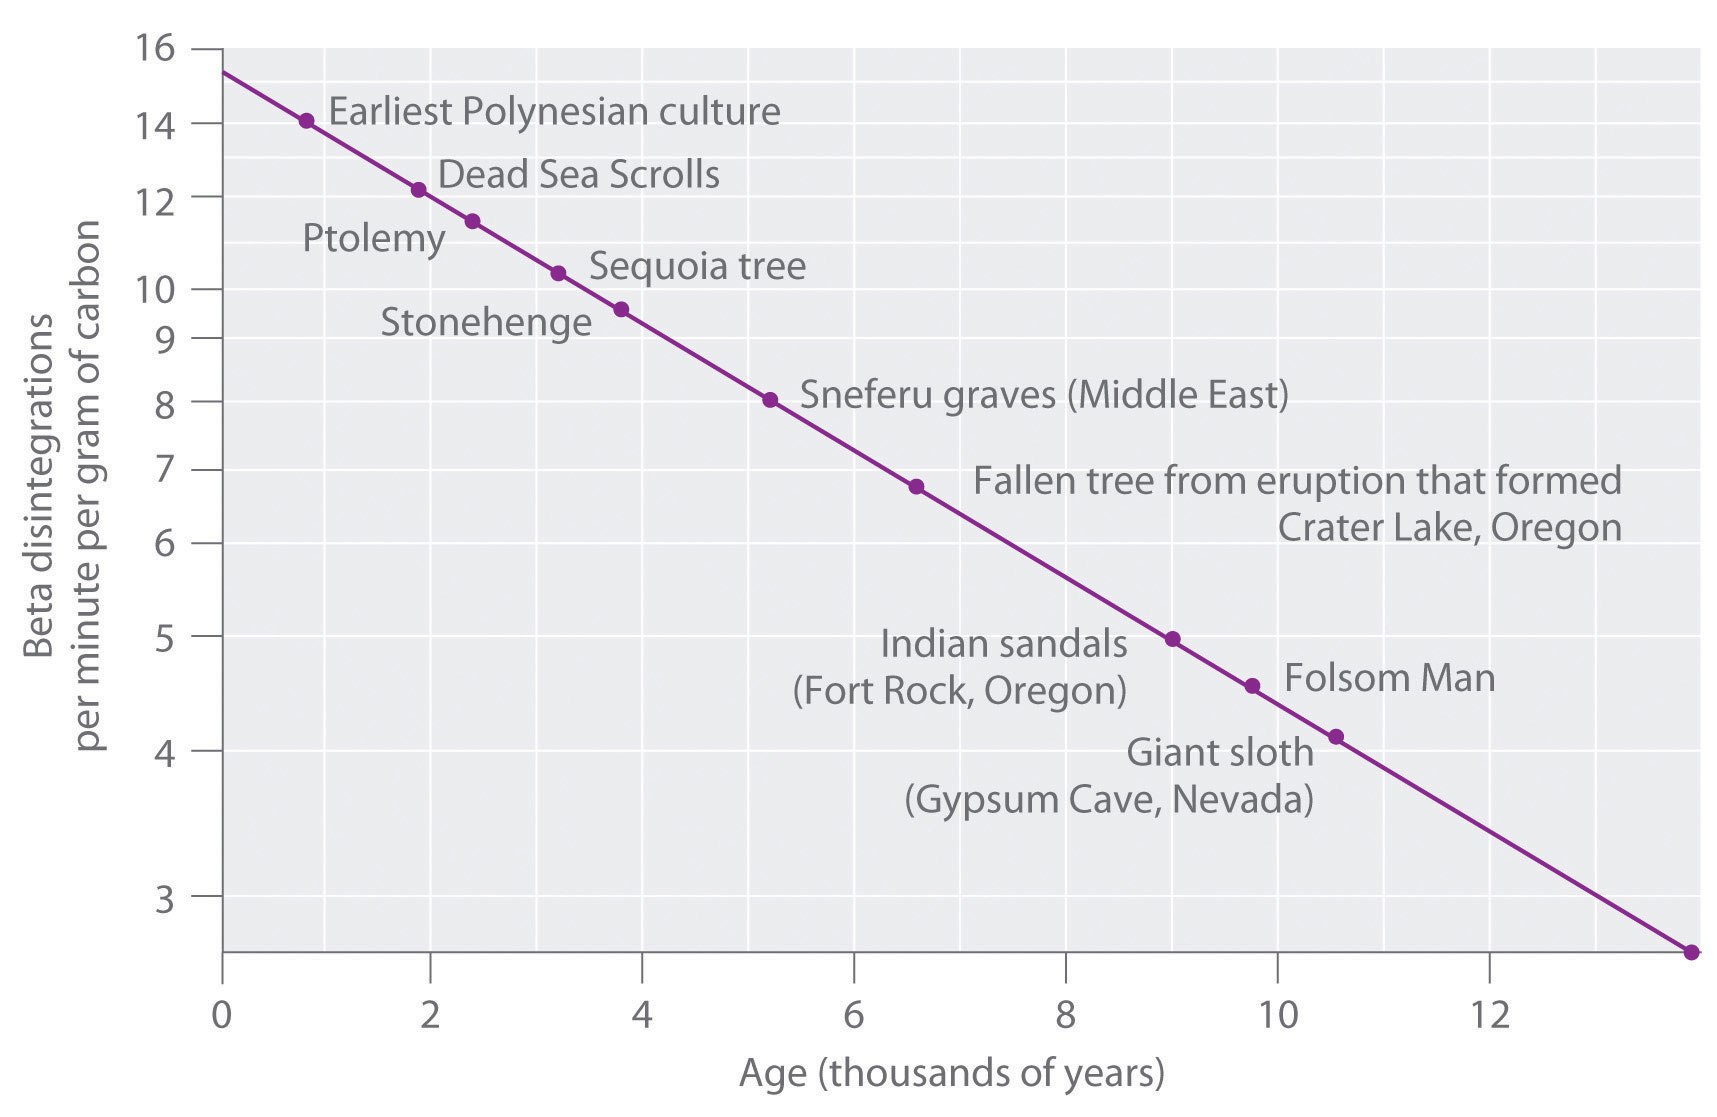 16
14
12
10
9
8
7
6
5
4
3
Beta disintegrations
per minute per gram of carbon
Earliest Polynesian culture
Dead Sea Scrolls
Ptolemy
Sequoia tree
Stonehenge
Sneferu graves (Middle East)
Fallen tree from eruption that formed
Crater Lake, Oregon
Indian sandals
(Fort Rock, Oregon)
Folsom Man
Giant sloth
(Gypsum Cave, Nevada)
0 2 4 6 8 10 12
Age (thousands of years)